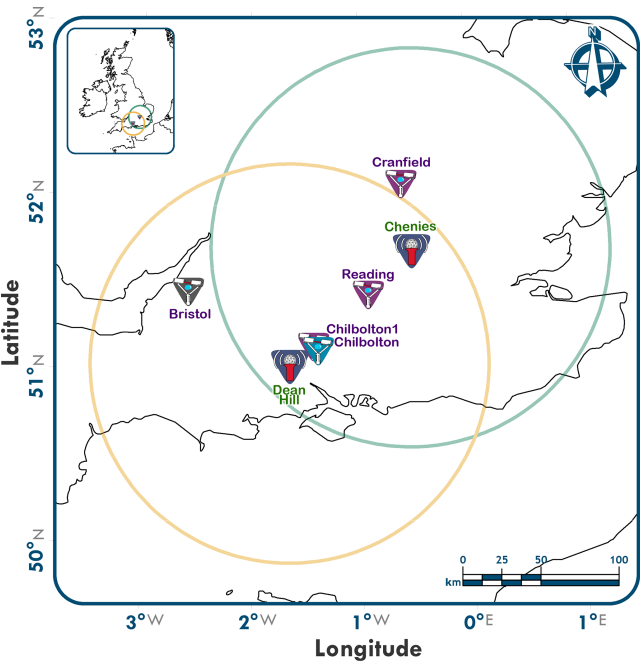 53°N
N
Cranfield
52°N
Chenies
Reading
Bristol
Chilbolton1
Chilbolton
51°N
Dean
Hill
50°N
0 25 50 100
km
3°W 2°W 1°W 0°E 1°E
Longitude
Latitude